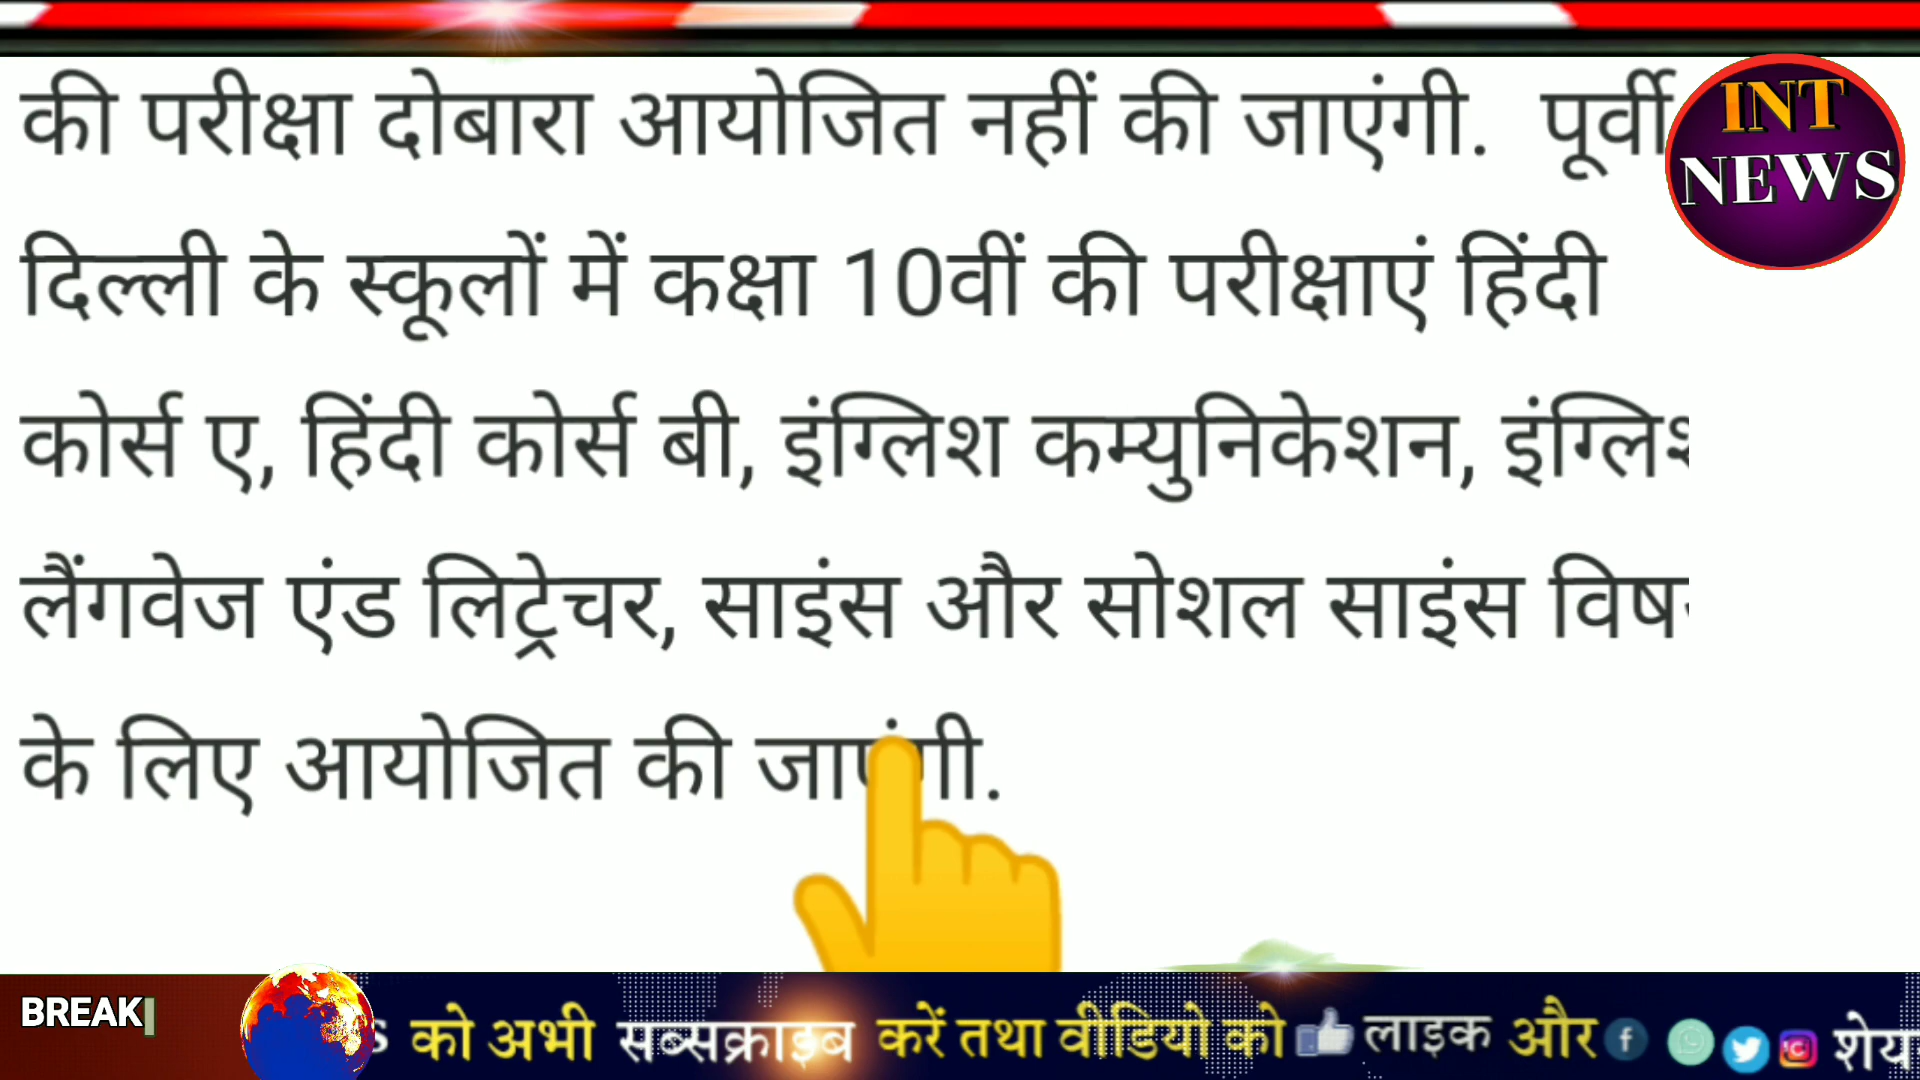 की परीक्षा दोबारा आयोजित नहीं की जाएंगी. पूर्वी
दिल्ली के स्कूलों में कक्षा 10वीं की परीक्षाएं हिंदी
कोर्स ए, हिंदी कोर्स बी, इंग्लिश कम्युनिकेशन, इंग्लिश
लैंगवेज एंड लिट्रेचर, साइंस और सोशल साइंस
के लिए आयोजित की जाएंगी.
INT
NEWS
BREAK
को अभी सब्सक्राइब करें तथा वीडियो को लाइक और